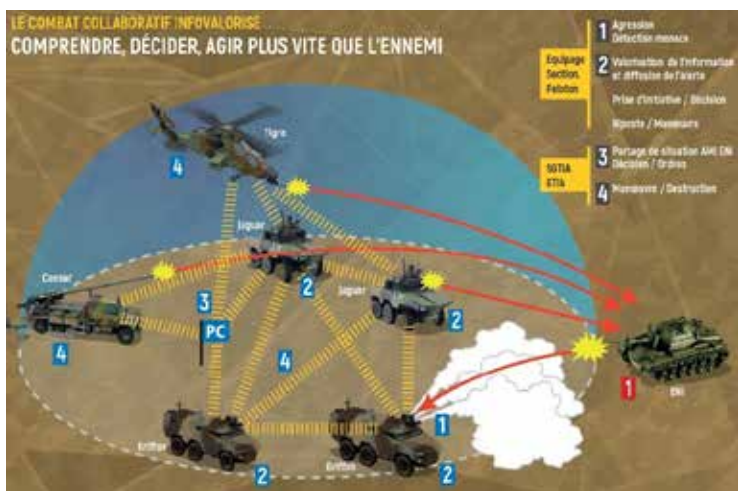 LE COMBAT COLLABORATIF INFOVALORISÉ
COMPRENDRE, DÉCIDER, AGIR PLUS VITE QUE L'ENNEMI
Equipage
Section
Peloton
1 Agression
Détection menace
2 Valorisation de l'information
et diffusion de l'alerte
Prise d'initiative / Décision
Riposte / Manœuvre
SGTIA
GTIA
3 Partage de situation AMI ENI
Décision / Ordres
4 Manœuvre / Destruction
Tigre
4
Jaguar
2
Jaguar
2
Caesar
4
3
PC
4
1
ENI
1
Griffon
2
Griffon
2